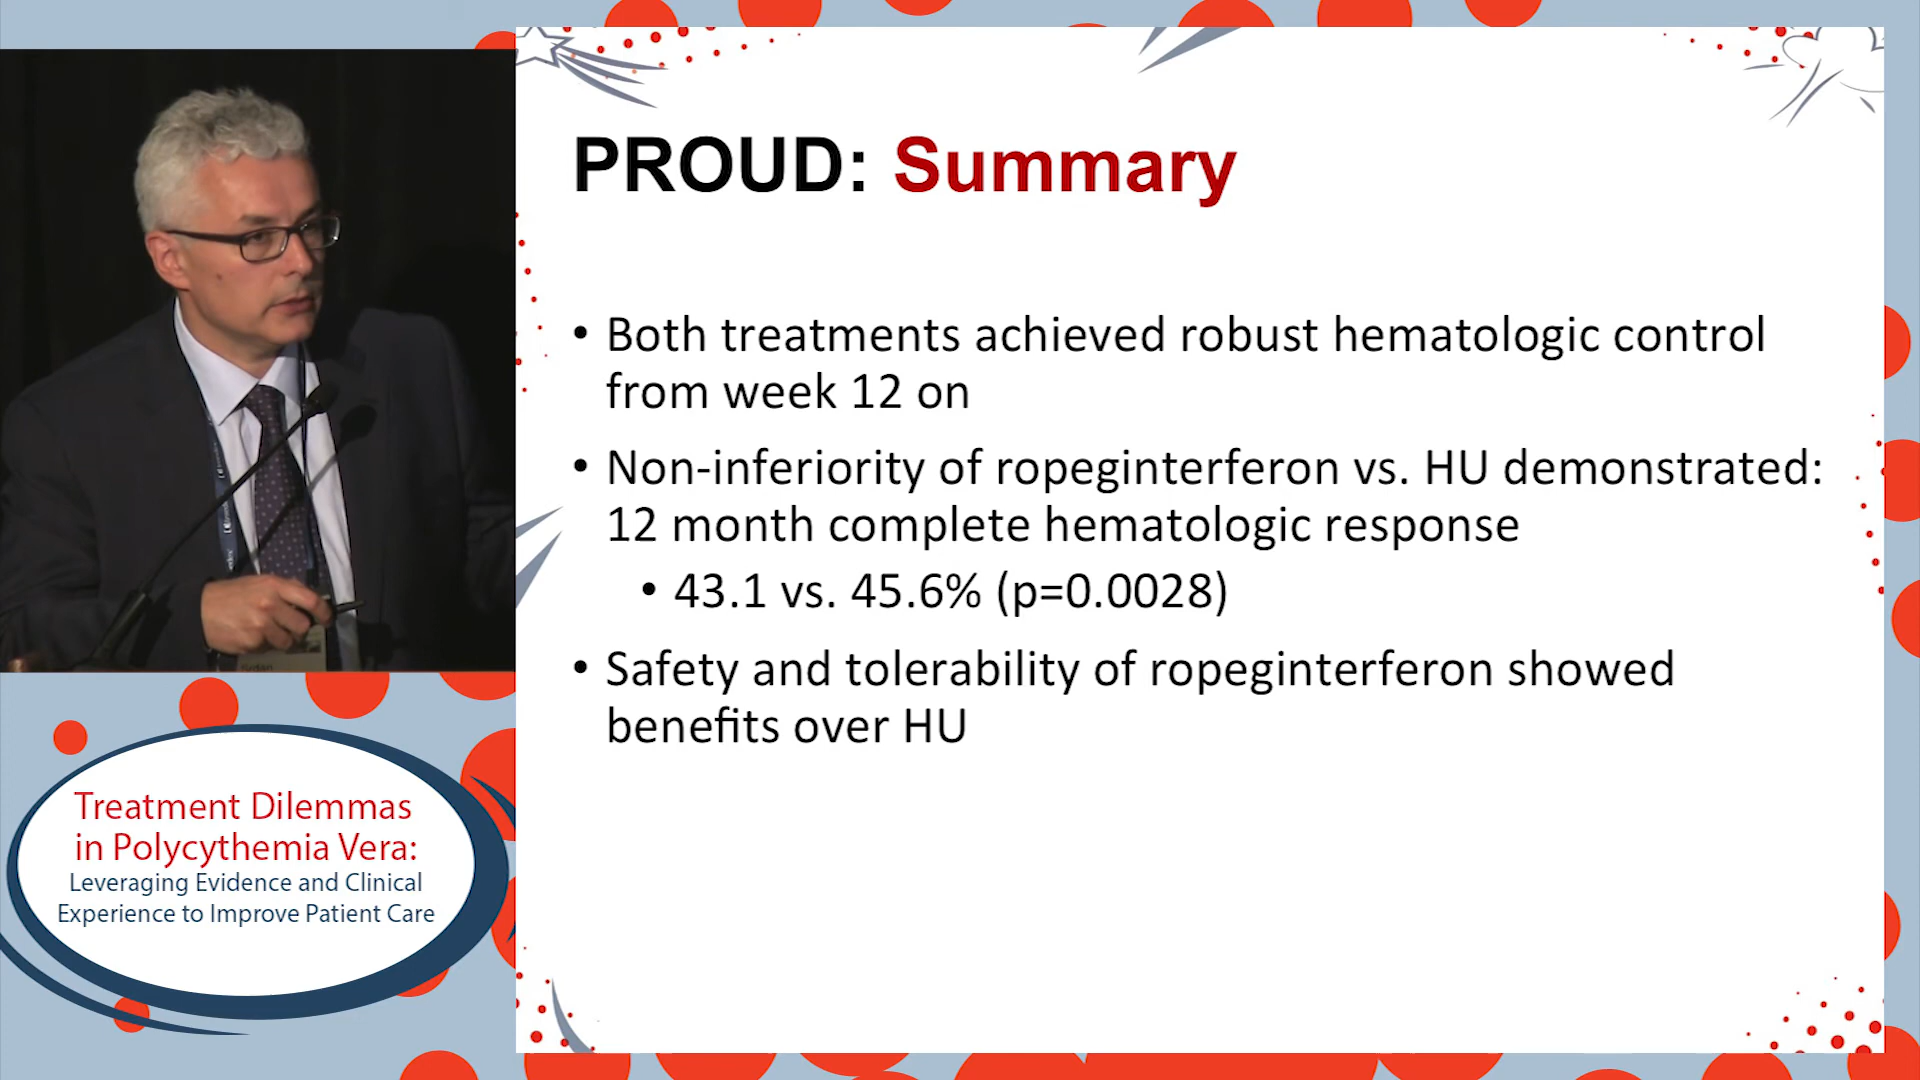 PROUD: Summary
• Both treatments achieved robust hematologic control
from week 12 on
• Non-inferiority of ropeginterferon vs. HU demonstrated:
12 month complete hematologic response
• 43.1 vs. 45.6% (p=0.0028)
• Safety and tolerability of ropeginterferon showed
benefits over HU
Treatment Dilemmas
in Polycythemia Vera:
Leveraging Evidence and Clinical
Experience to Improve Patient Care